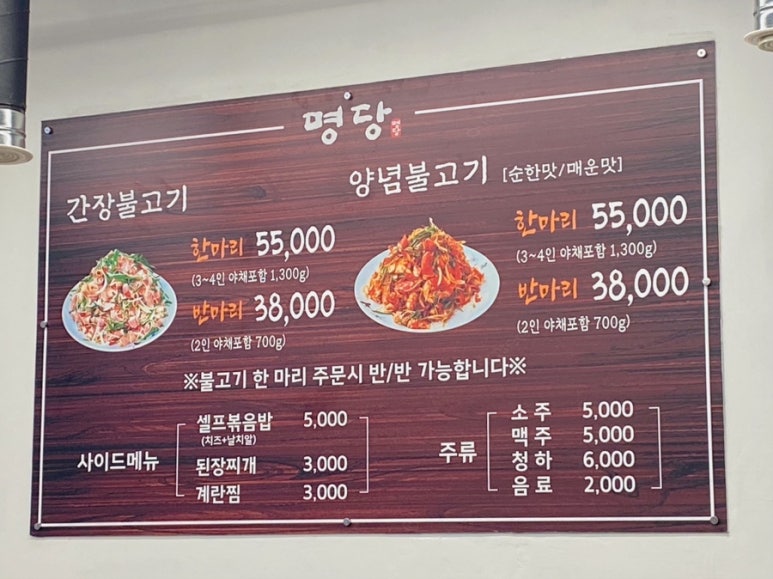 명당
간장불고기
한마리 55,000
(3~4인 야채포함 1,300g)
반마리 38,000
(2인 야채포함 700g)
양념불고기 [순한맛/매운맛]
한마리 55,000
(3~4인 야채포함 1,300g)
반마리 38,000
(2인 야채포함 700g)
※불고기 한 마리 주문시 반/반 가능합니다※
사이드메뉴
셀프볶음밥 5,000
(치즈+날치알)
된장찌개 3,000
계란찜 3,000
주류
소주 5,000
맥주 5,000
청하 6,000
음료 2,000